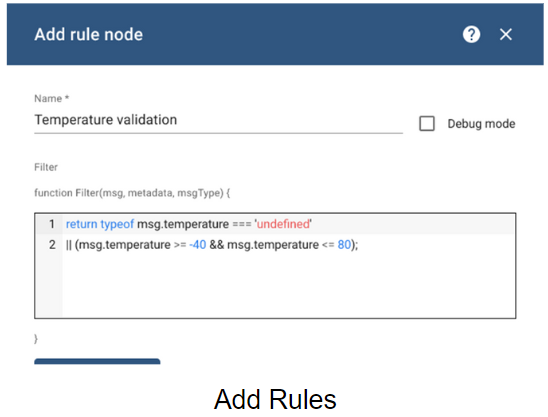 Add rule node
?
Name *
Temperature validation
Debug mode
Filter
function Filter(msg, metadata, msgType) {
1 return typeof msg.temperature === 'undefined'
2 || (msg.temperature >= -40 && msg.temperature <= 80);
}
Add Rules